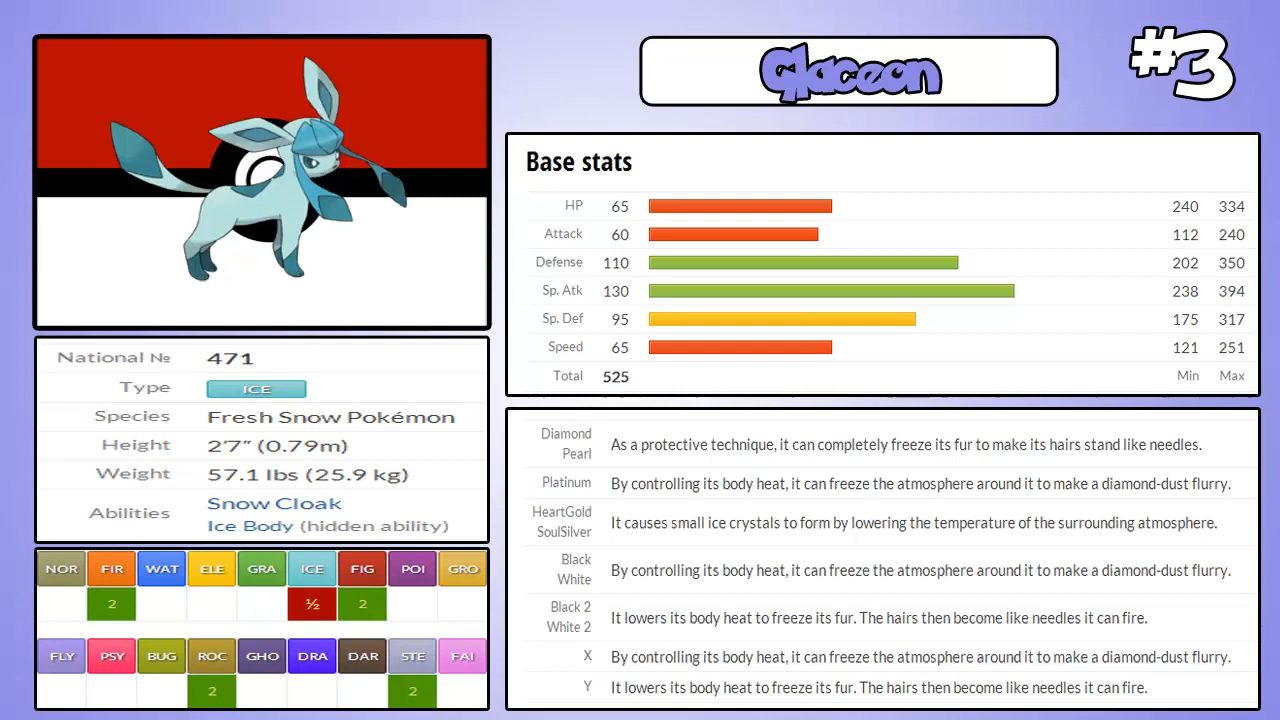 Glaceon
#3
National № 471
Type ICE
Species Fresh Snow Pokémon
Height 2'7" (0.79m)
Weight 57.1 lbs (25.9 kg)
Abilities Snow Cloak
Ice Body (hidden ability)
NOR FIR WAT ELE GRA ICE FIG POI GRO
2 ½ 2
FLY PSY BUG ROC GHO DRA DAR STE FAI
2 2
Base stats
HP 65 240 334
Attack 60 112 240
Defense 110 202 350
Sp. Atk 130 238 394
Sp. Def 95 175 317
Speed 65 121 251
Total 525 Min Max
Diamond
Pearl
As a protective technique, it can completely freeze its fur to make its hairs stand like needles.
Platinum By controlling its body heat, it can freeze the atmosphere around it to make a diamond-dust flurry.
HeartGold
SoulSilver
It causes small ice crystals to form by lowering the temperature of the surrounding atmosphere.
Black
White
By controlling its body heat, it can freeze the atmosphere around it to make a diamond-dust flurry.
Black 2
White 2
It lowers its body heat to freeze its fur. The hairs then become like needles it can fire.
X By controlling its body heat, it can freeze the atmosphere around it to make a diamond-dust flurry.
Y It lowers its body heat to freeze its fur. The hairs then become like needles it can fire.